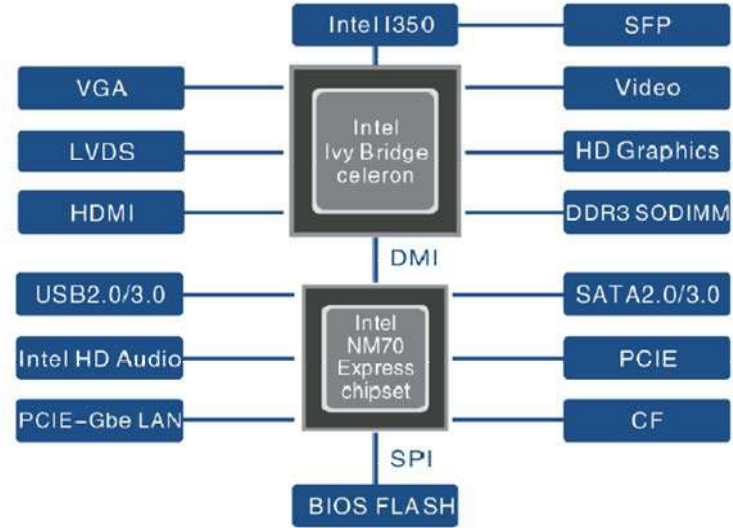 Intel I350
SFP
VGA
Video
Intel
Ivy Bridge
celeron
LVDS
HD Graphics
HDMI
DDR3 SODIMM
DMI
USB2.0/3.0
SATA2.0/3.0
Intel
NM70
Express
chipset
Intel HD Audio
PCIE
PCIE-Gbe LAN
CF
SPI
BIOS FLASH